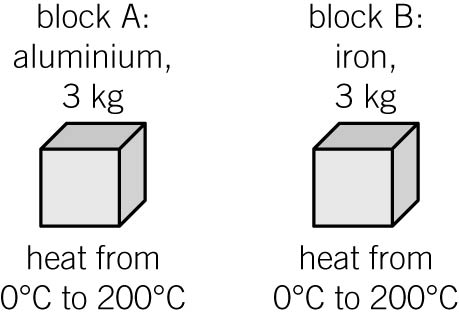 block A:
aluminium,
3 kg
heat from
0°C to 200°C
block B:
iron,
3 kg
heat from
0°C to 200°C